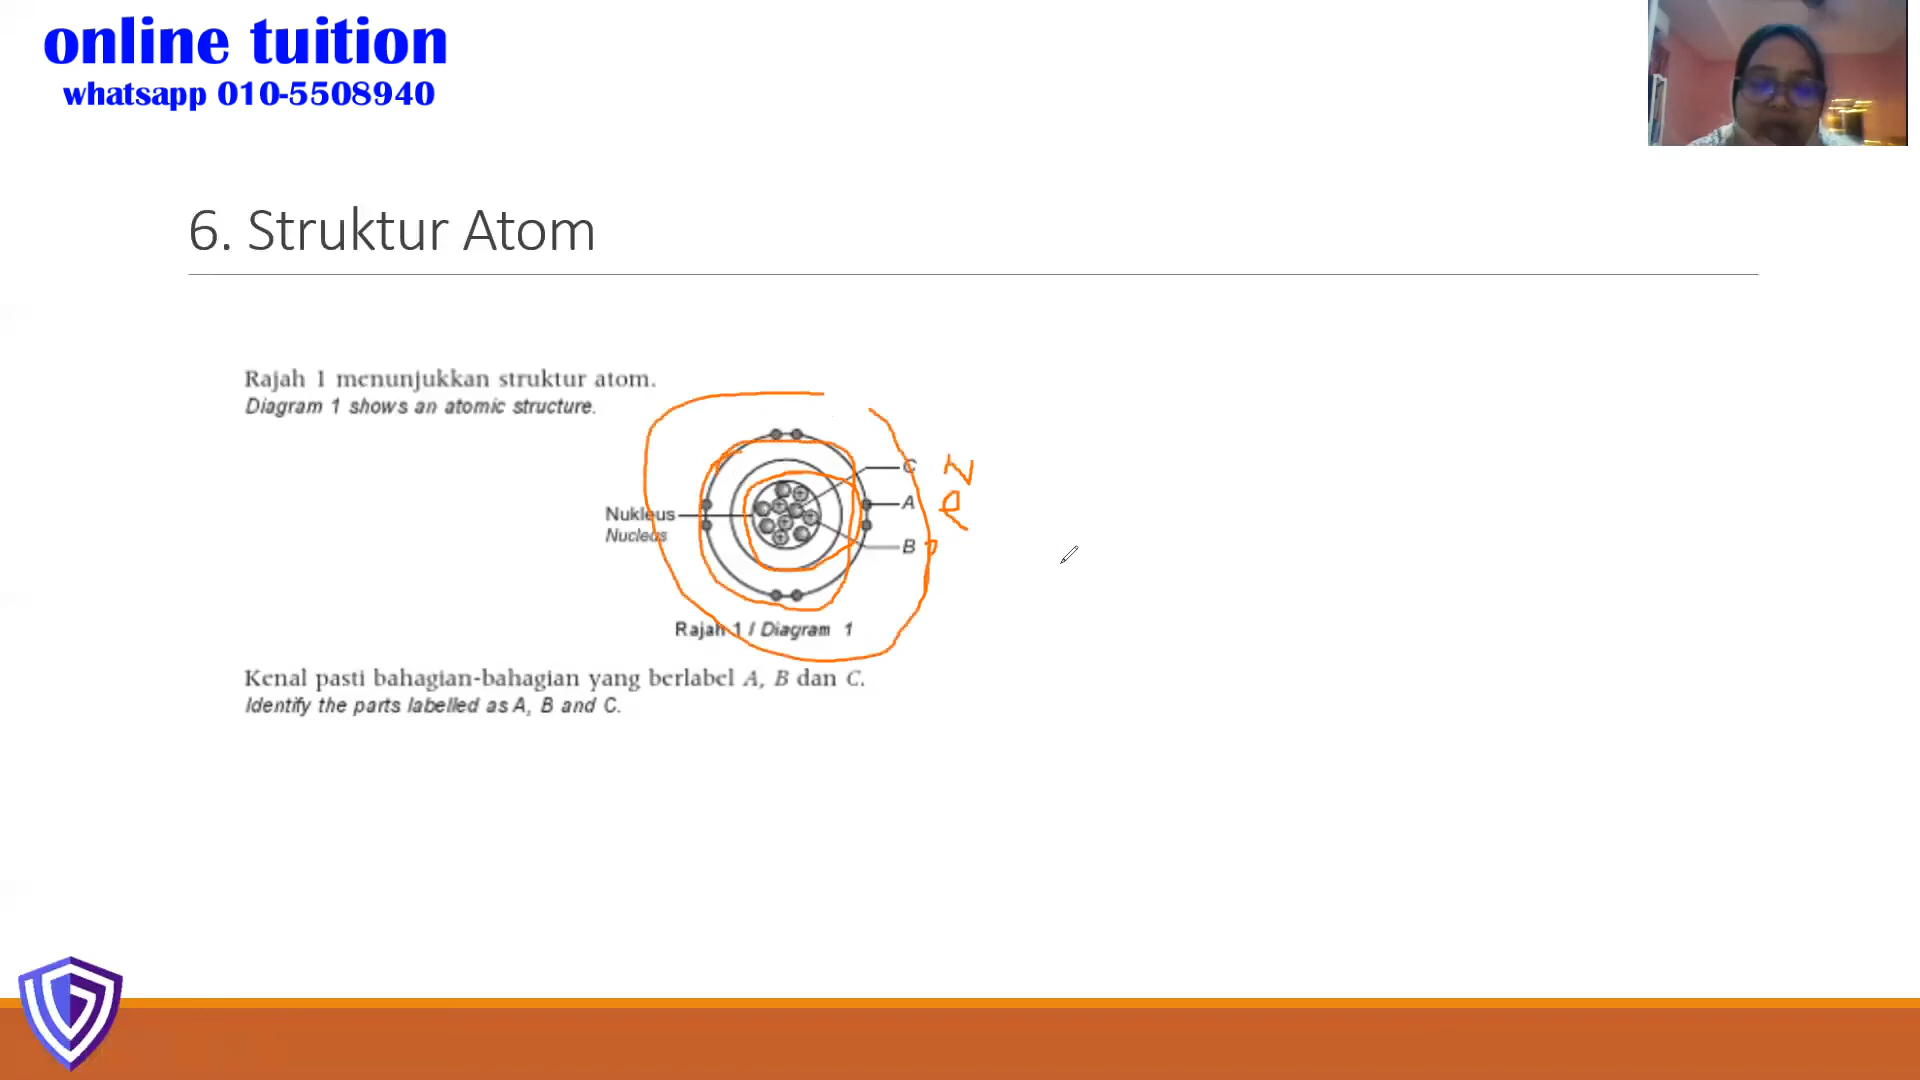 online tuition
whatsapp 010-5508940
6. Struktur Atom
Rajah 1 menunjukkan struktur atom.
Diagram 1 shows an atomic structure.
C
A
Nukleus
Nucleus
B
Rajah 1 / Diagram 1
Kenal pasti bahagian-bahagian yang berlabel A, B dan C.
Identify the parts labelled as A, B and C.